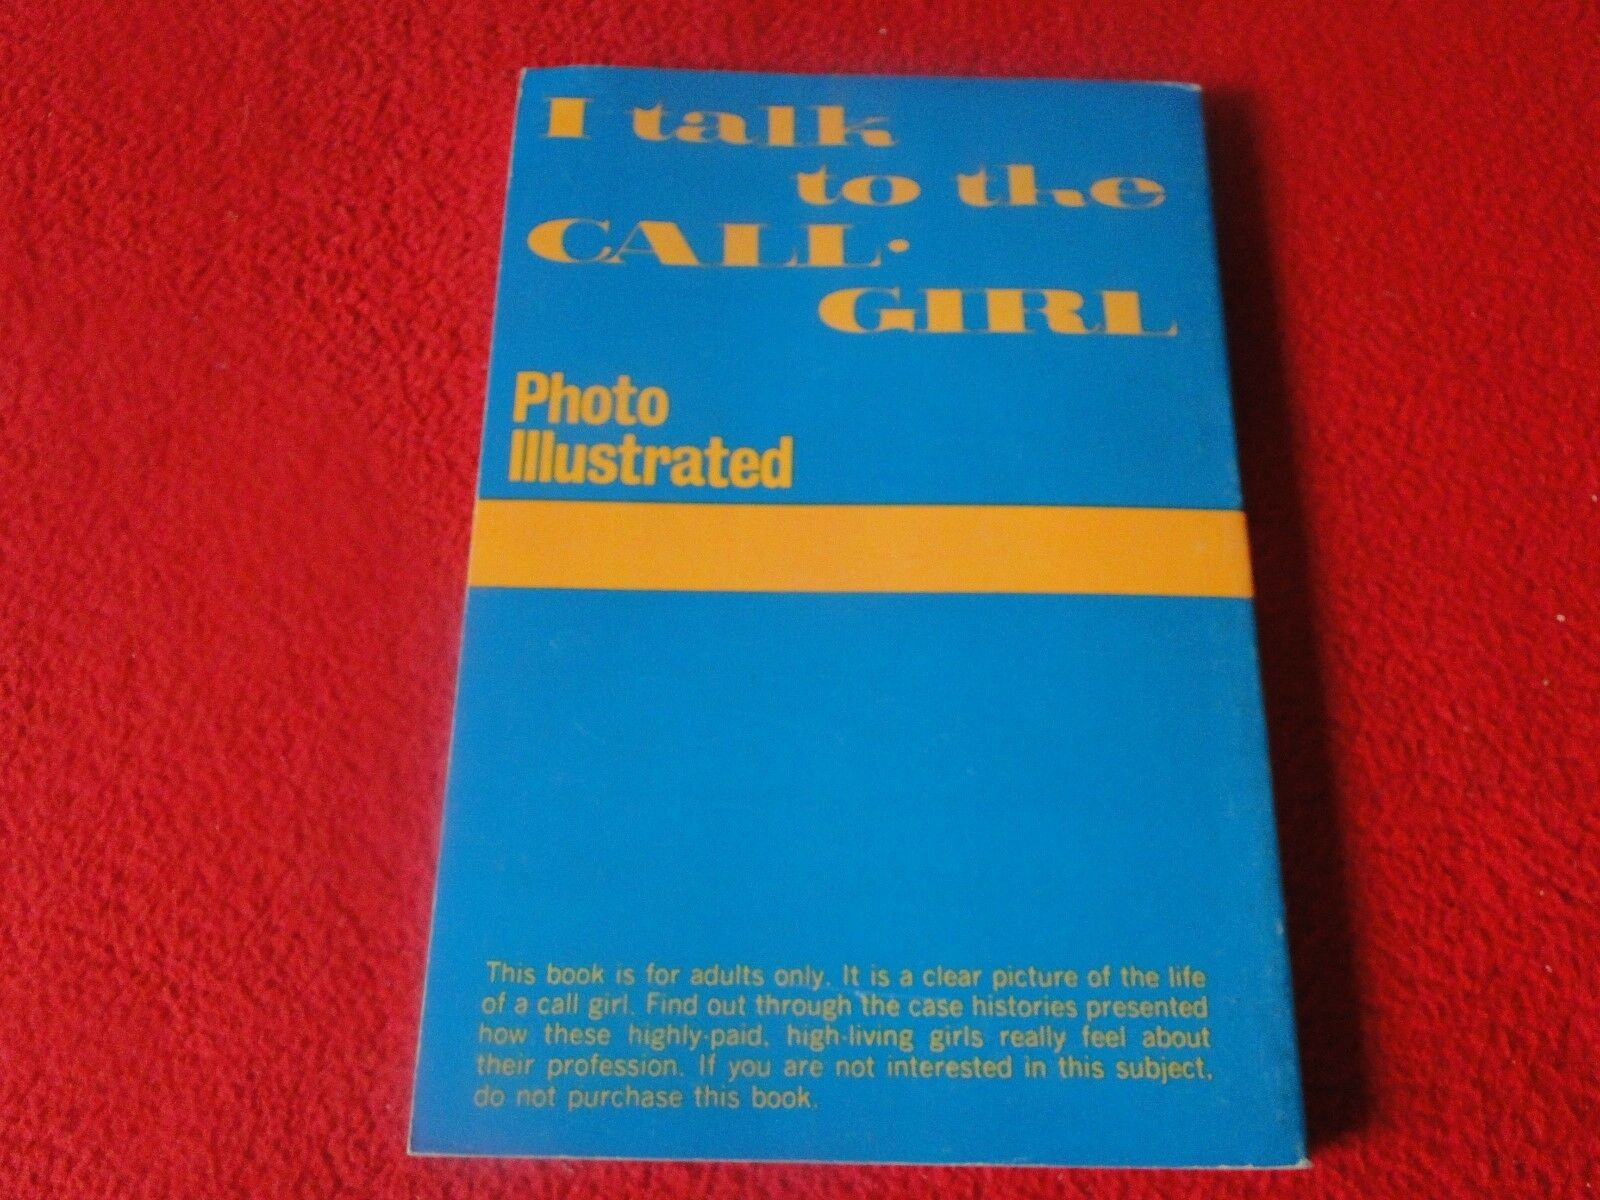 I talk
to the
CALL-
GIRL
Photo
Illustrated
This book is for adults only. It is a clear picture of the life
of a call girl. Find out through the case histories presented
how these highly-paid, high-living girls really feel about
their profession. If you are not interested in this subject,
do not purchase this book.